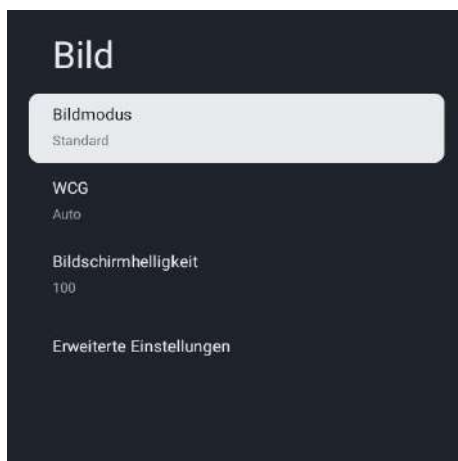 Bild
Bildmodus
Standard
WCG
Auto
Bildschirmhelligkeit
100
Erweiterte Einstellungen